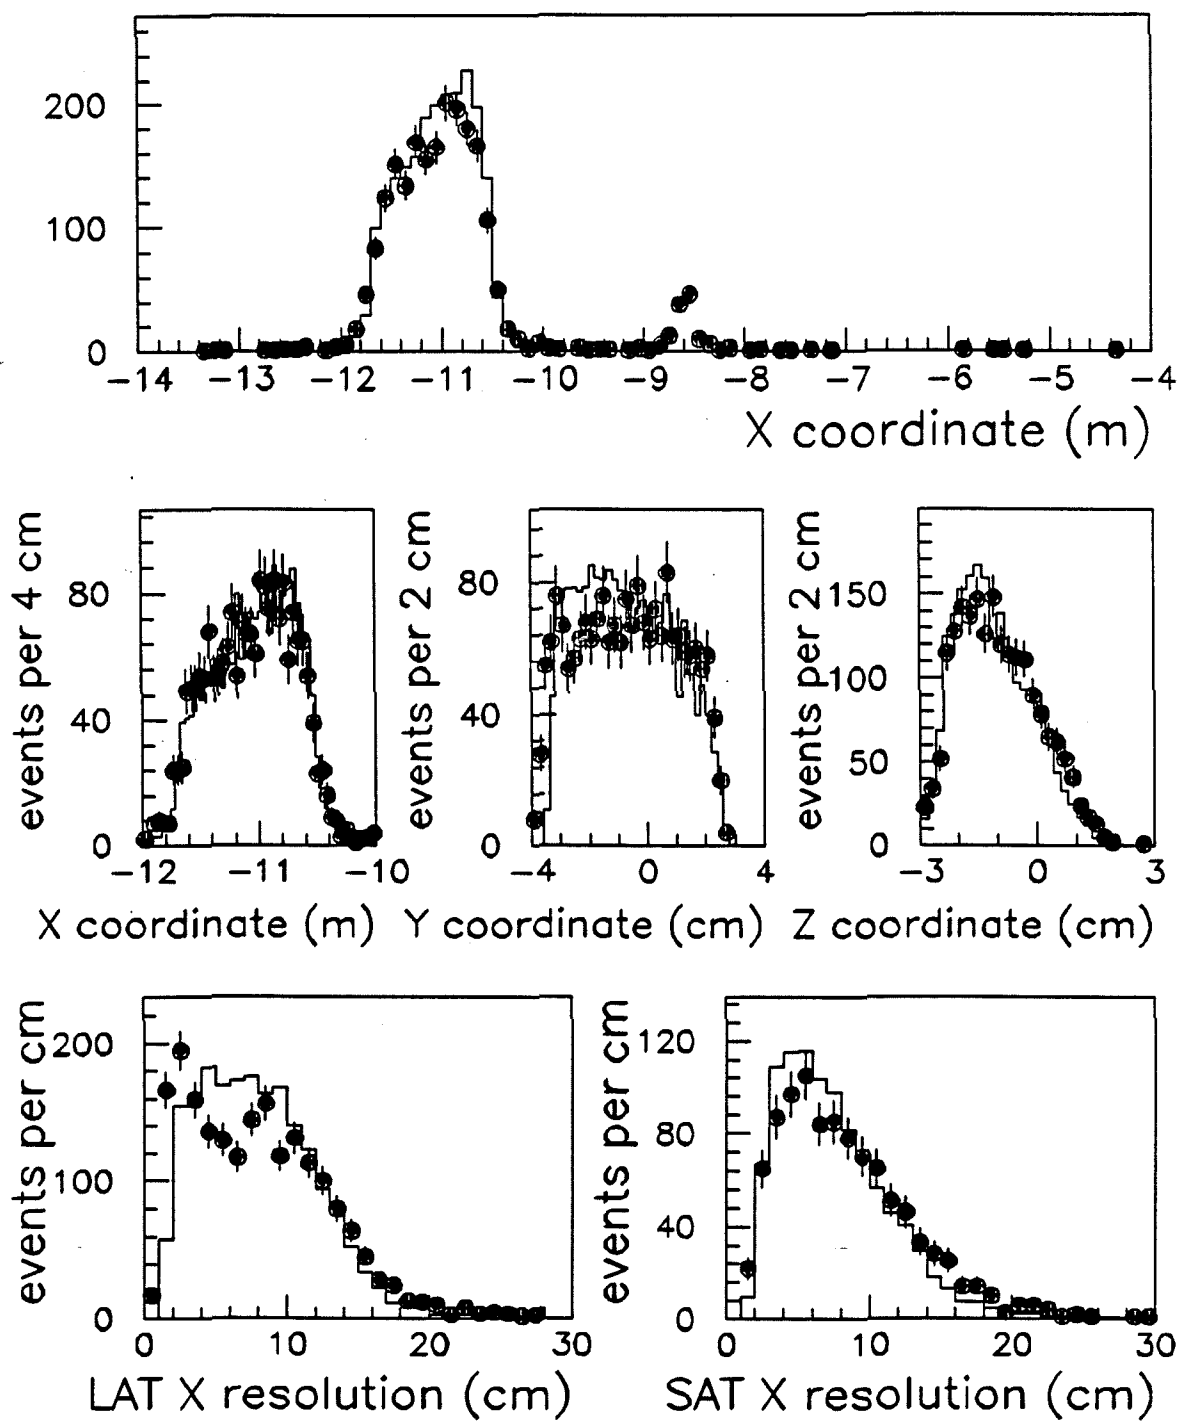 200
100
0
−14 −13 −12 −11 −10 −9 −8 −7 −6 −5 −4
X coordinate (m)
events per 4 cm
80
40
0
−12 −11 −10
X coordinate (m)
events per 2 cm
80
40
0
−4 0 4
Y coordinate (cm)
events per 2 cm
150
100
50
0
−3 0 3
Z coordinate (cm)
events per cm
200
100
0
0 10 20 30
LAT X resolution (cm)
events per cm
120
80
40
0
0 10 20 30
SAT X resolution (cm)